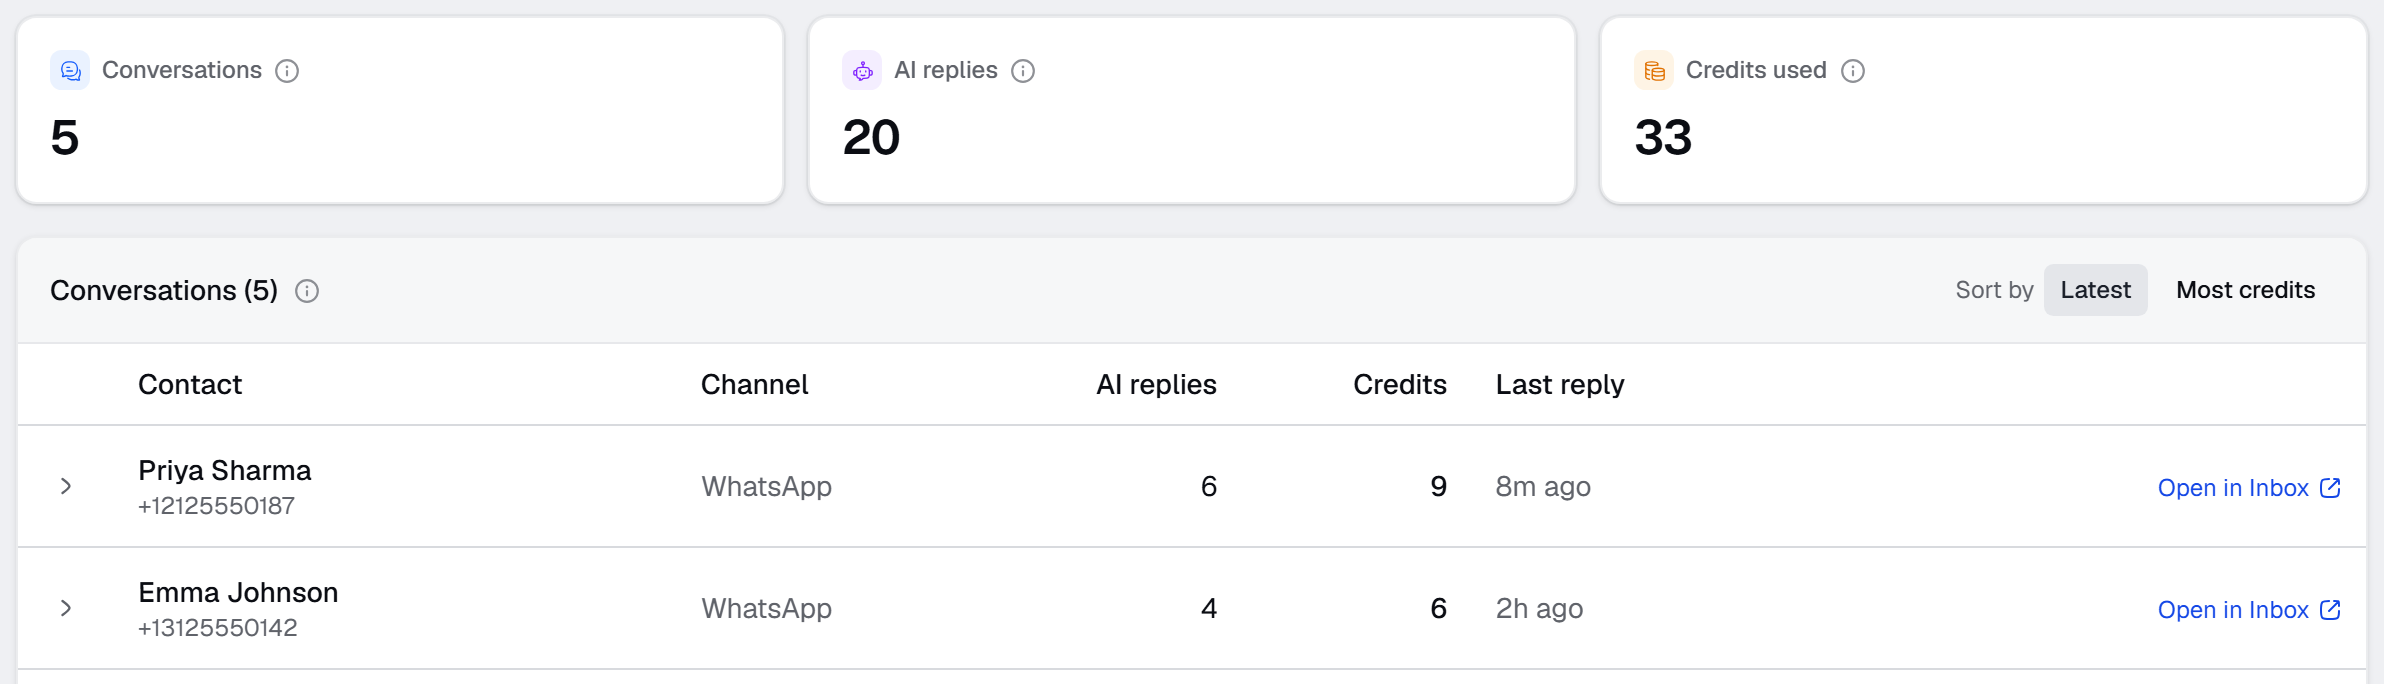 Conversations
5
AI replies
20
Credits used
33
Conversations (5)
Sort by Latest Most credits
Contact Channel AI replies Credits Last reply
Priya Sharma
+12125550187
WhatsApp 6 9 8m ago Open in Inbox
Emma Johnson
+13125550142
WhatsApp 4 6 2h ago Open in Inbox